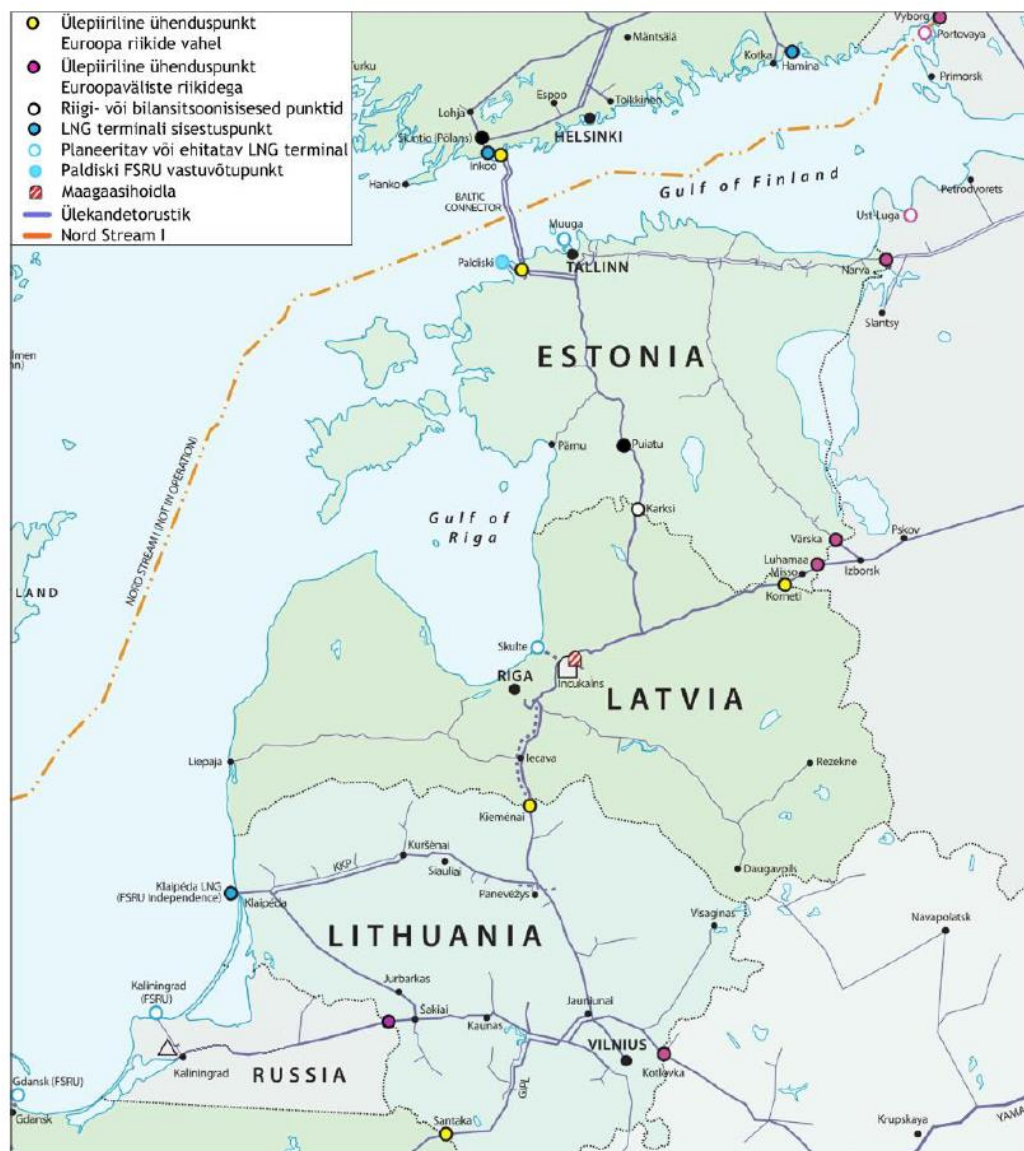 Ülepiiriline ühenduspunkt
Euroopa riikide vahel
Ülepiiriline ühenduspunkt
Euroopaväliste riikidega
Riigi- või bilansitsoonisisesed punktid
LNG terminali sisestuspunkt
Planeeritav või ehitatav LNG terminal
Paldiski FSRU vastuvõtupunkt
Maagaasihoidla
Ülekandetorustik
Nord Stream I
Mäntsälä
Vyborg
Portovaya
Kotka
Hamina
Primorsk
Turku
Lohja
Espoo
Tolkkinen
HELSINKI
Siuntio (Pölans)
Inkoo
Hanko
BALTIC
CONNECTOR
Gulf of Finland
Petrodvorets
Ust-Luga
Muuga
Paldiski
TALLINN
Narva
Slantsy
ESTONIA
Pärnu
Puiatu
Karksi
Gulf of
Riga
NORD STREAM I (NOT IN OPERATION)
LAND
Värska
Pskov
Luhamaa
Misso
Izborsk
Korneti
Skulte
RIGA
Incukalns
LATVIA
Liepaja
Iecava
Rezekne
Kiemėnai
Kuršėnai
KKP
Siauliai
Daugavpils
Klaipėda LNG
(FSRU Independence)
Klaipėda
Panevėžys
Visaginas
Navapolatsk
LITHUANIA
Kaliningrad
(FSRU)
Jurbarkas
Šakiai
Kaunas
Jauniunai
VILNIUS
Kotlovka
Kaliningrad
RUSSIA
Gdansk (FSRU)
Gdansk
GIPL
Santaka
Krupskaya
YAMA